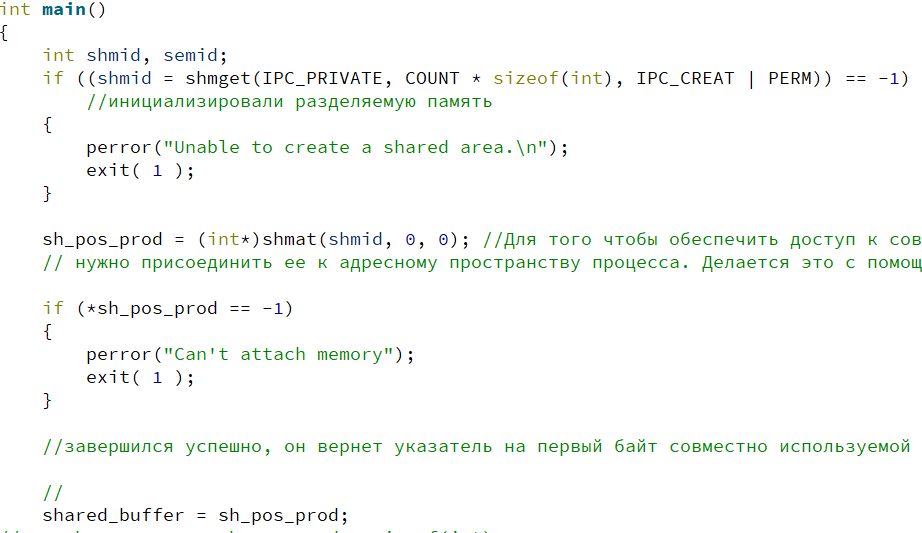 int main()
{
int shmid, semid;
if ((shmid = shmget(IPC_PRIVATE, COUNT * sizeof(int), IPC_CREAT | PERM)) == -1)
//инициализировали разделяемую память
{
perror("Unable to create a shared area.\n");
exit( 1 );
}
sh_pos_prod = (int*)shmat(shmid, 0, 0); //Для того чтобы обеспечить доступ к сов
// нужно присоединить ее к адресному пространству процесса. Делается это с помощ
if (*sh_pos_prod == -1)
{
perror("Can't attach memory");
exit( 1 );
}
//завершился успешно, он вернет указатель на первый байт совместно используемой
//
shared_buffer = sh_pos_prod;